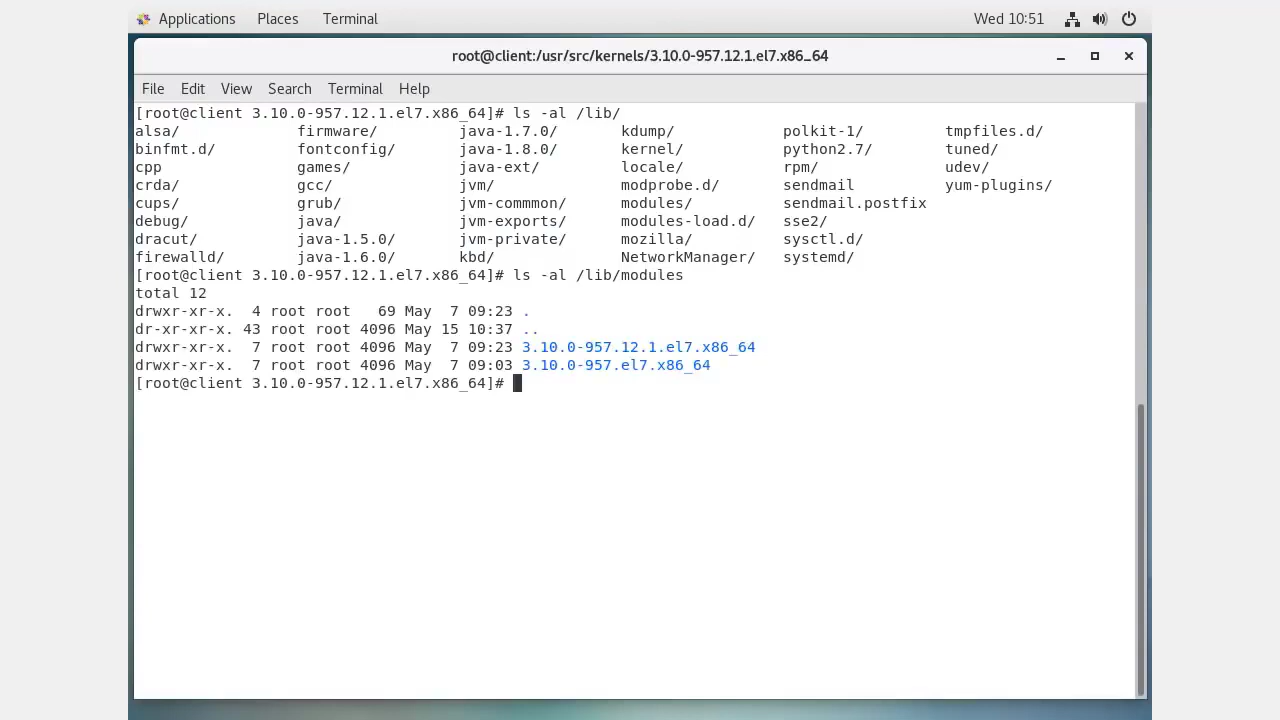 Applications Places Terminal Wed 10:51
root@client:/usr/src/kernels/3.10.0-957.12.1.el7.x86_64
File Edit View Search Terminal Help
[root@client 3.10.0-957.12.1.el7.x86_64]# ls -al /lib/
alsa/ firmware/ java-1.7.0/ kdump/ polkit-1/ tmpfiles.d/
binfmt.d/ fontconfig/ java-1.8.0/ kernel/ python2.7/ tuned/
cpp games/ java-ext/ locale/ rpm/ udev/
crda/ gcc/ jvm/ modprobe.d/ sendmail yum-plugins/
cups/ grub/ jvm-commmon/ modules/ sendmail.postfix
debug/ java/ jvm-exports/ modules-load.d/ sse2/
dracut/ java-1.5.0/ jvm-private/ mozilla/ sysctl.d/
firewalld/ java-1.6.0/ kbd/ NetworkManager/ systemd/
[root@client 3.10.0-957.12.1.el7.x86_64]# ls -al /lib/modules
total 12
drwxr-xr-x. 4 root root 69 May 7 09:23 .
dr-xr-xr-x. 43 root root 4096 May 15 10:37 ..
drwxr-xr-x. 7 root root 4096 May 7 09:23 3.10.0-957.12.1.el7.x86_64
drwxr-xr-x. 7 root root 4096 May 7 09:03 3.10.0-957.el7.x86_64
[root@client 3.10.0-957.12.1.el7.x86_64]#